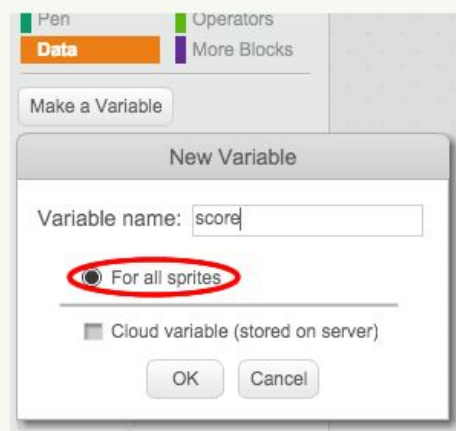 Pen Operators
Data More Blocks
Make a Variable
New Variable
Variable name: score
For all sprites
Cloud variable (stored on server)
OK Cancel